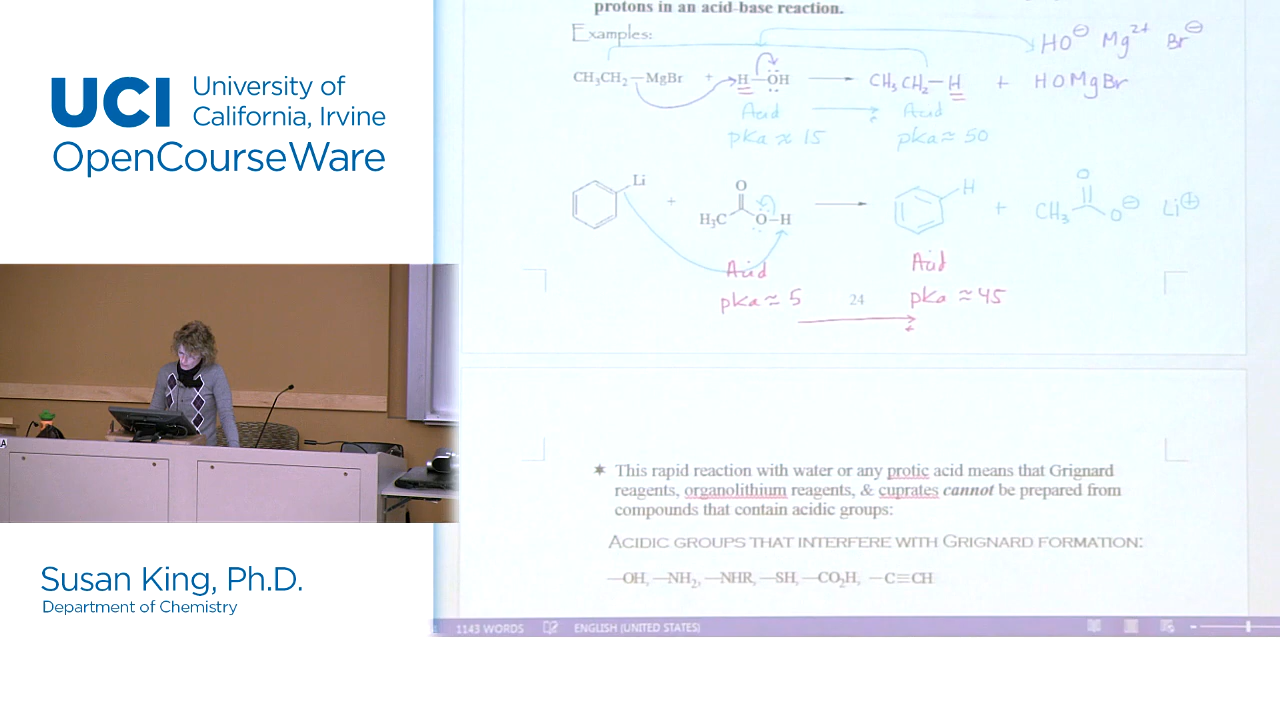 UCI University of
California, Irvine
OpenCourseWare
Susan King, Ph.D.
Department of Chemistry
protons in an acid-base reaction.
Examples:
HO⊖ Mg²⁺ Br⊖
CH₃CH₂—MgBr + H—ÖH → CH₃CH₂—H + HOMgBr
Acid → Acid
pKa ≈ 15 pKa ≈ 50
Li + O H₃C O—H → H + O CH₃ O⊖ Li⊕
Acid Acid
pKa ≈ 5 24 pKa ≈ 45
✶ This rapid reaction with water or any protic acid means that Grignard
reagents, organolithium reagents, & cuprates cannot be prepared from
compounds that contain acidic groups:
ACIDIC GROUPS THAT INTERFERE WITH GRIGNARD FORMATION:
—OH, —NH₂, —NHR, —SH, —CO₂H, —C≡CH
1143 WORDS ENGLISH (UNITED STATES)
A